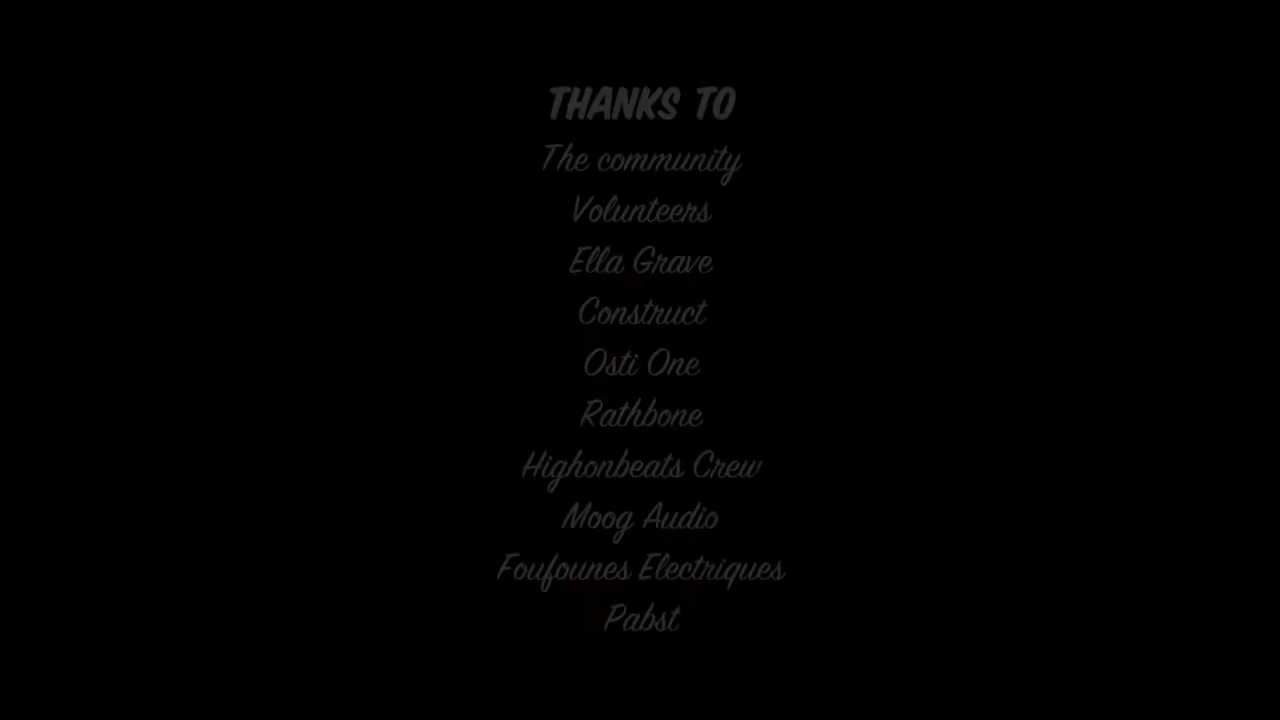 THANKS TO
The community
Volunteers
Ella Grave
Construct
Osti One
Rathbone
Highonbeats Crew
Moog Audio
Foufounes Electriques
Pabst